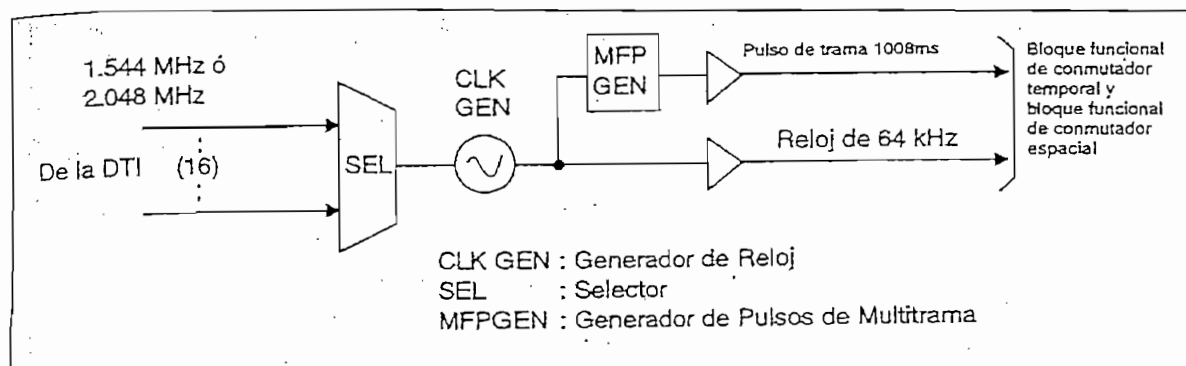 1.544 MHz ó
2.048 MHz
De la DTI (16)
SEL
CLK
GEN
MFP
GEN
Pulso de trama 1008ms
Reloj de 64 kHz
Bloque funcional
de conmutador
temporal y
bloque funcional
de conmutador
espacial
CLK GEN : Generador de Reloj
SEL : Selector
MFPGEN : Generador de Pulsos de Multitrama